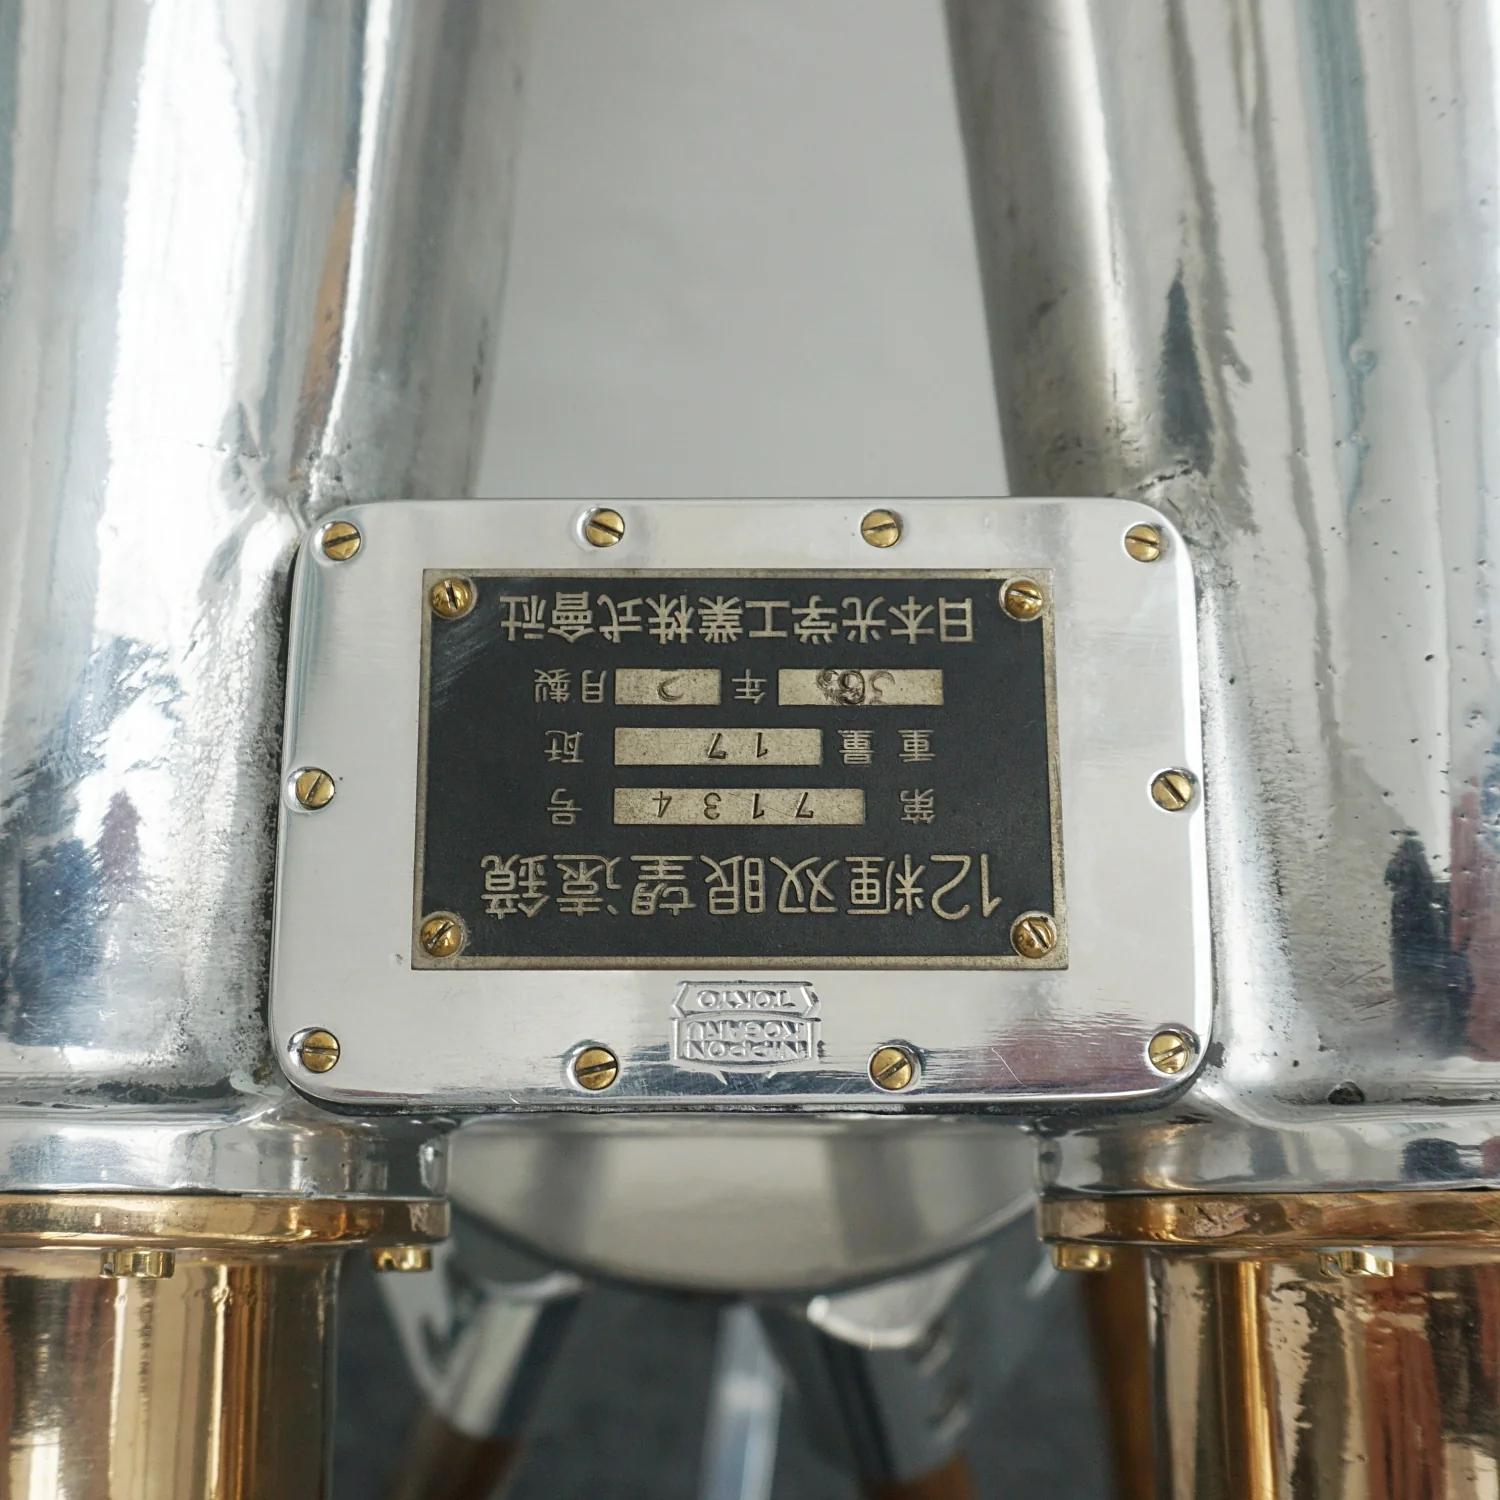 NIPPON
KOGAKU
TOKYO
12糎双眼望遠鏡
第 7134 号
重量 17 瓩
年 2 月製
日本光学工業株式會社